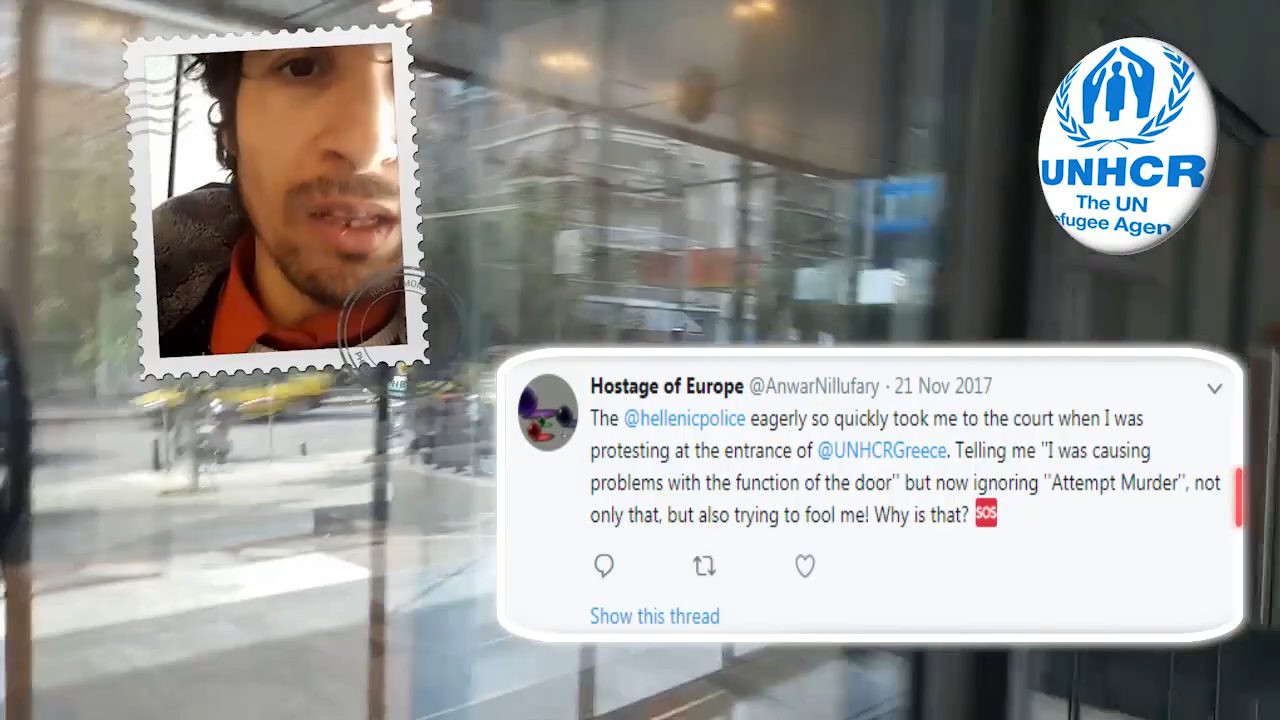 UNHCR
The UN
efugee Agen
Hostage of Europe @AnwarNillufary · 21 Nov 2017
The @hellenicpolice eagerly so quickly took me to the court when I was
protesting at the entrance of @UNHCRGreece. Telling me "I was causing
problems with the function of the door" but now ignoring "Attempt Murder", not
only that, but also trying to fool me! Why is that? SOS
Show this thread